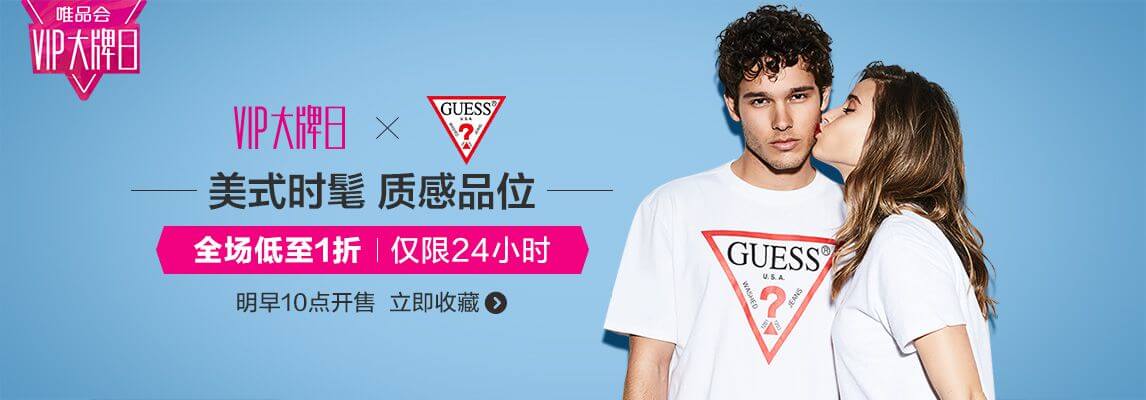 唯品会
VIP大牌日
VIP大牌日 × GUESS®
U.S.A.
WASHED ? JEANS
美式时髦 质感品位
全场低至1折 | 仅限24小时
明早10点开售 立即收藏
GUESS®
U.S.A.
WASHED ? JEANS